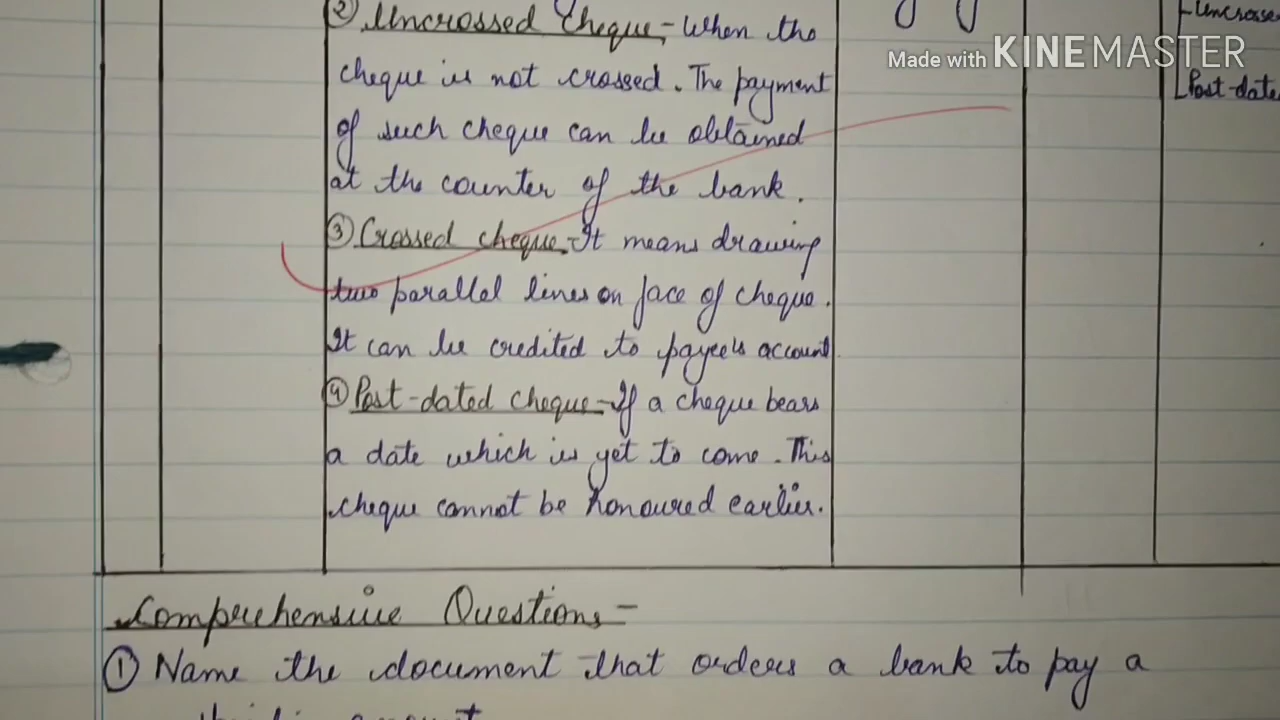 ② Uncrossed Cheque - When the
cheque is not crossed. The payment
of such cheque can be obtained
at the counter of the bank.
③ Crossed cheque - It means drawing
two parallel lines on face of cheque.
It can be credited to payee's account
④ Post-dated cheque - If a cheque bears
a date which is yet to come. This
cheque cannot be honoured earlier.
Uncrosse
Post-date
Made with KINEMASTER
Comprehensive Questions -
① Name the document that orders a bank to pay a